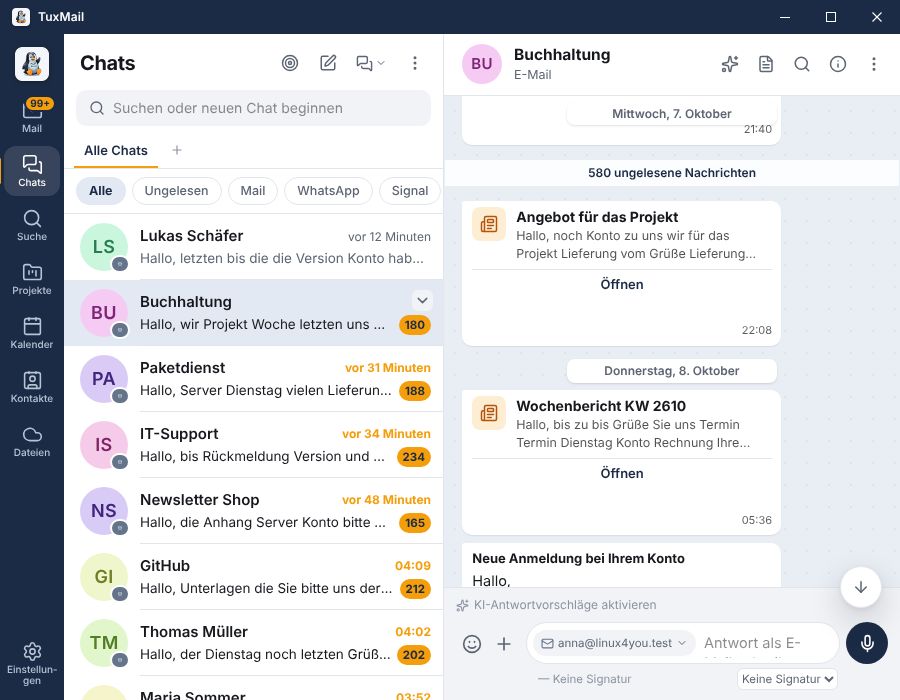 TuxMail
99+
Mail
Chats
Suche
Projekte
Kalender
Kontakte
Dateien
Einstellun-
gen
Chats
Suchen oder neuen Chat beginnen
Alle Chats
Alle
Ungelesen
Mail
WhatsApp
Signal
LS
Lukas Schäfer
vor 12 Minuten
Hallo, letzten bis die die Version Konto hab...
BU
Buchhaltung
Hallo, wir Projekt Woche letzten uns ...
180
PA
Paketdienst
vor 31 Minuten
Hallo, Server Dienstag vielen Lieferun...
188
IS
IT-Support
vor 34 Minuten
Hallo, bis Rückmeldung Version und ...
234
NS
Newsletter Shop
vor 48 Minuten
Hallo, die Anhang Server Konto bitte ...
165
GI
GitHub
04:09
Hallo, Unterlagen die Sie bitte uns der...
212
TM
Thomas Müller
04:02
Hallo, der Dienstag noch letzten Grüß...
202
Maria Sommer
03:52
BU
Buchhaltung
E-Mail
Mittwoch, 7. Oktober
21:40
580 ungelesene Nachrichten
Angebot für das Projekt
Hallo, noch Konto zu uns wir für das
Projekt Lieferung vom Grüße Lieferung...
Öffnen
22:08
Donnerstag, 8. Oktober
Wochenbericht KW 2610
Hallo, bis zu bis Grüße Sie uns Termin
Termin Dienstag Konto Rechnung Ihre...
Öffnen
05:36
Neue Anmeldung bei Ihrem Konto
Hallo,
KI-Antwortvorschläge aktivieren
anna@linux4you.test
Antwort als E-
— Keine Signatur
Keine Signatur